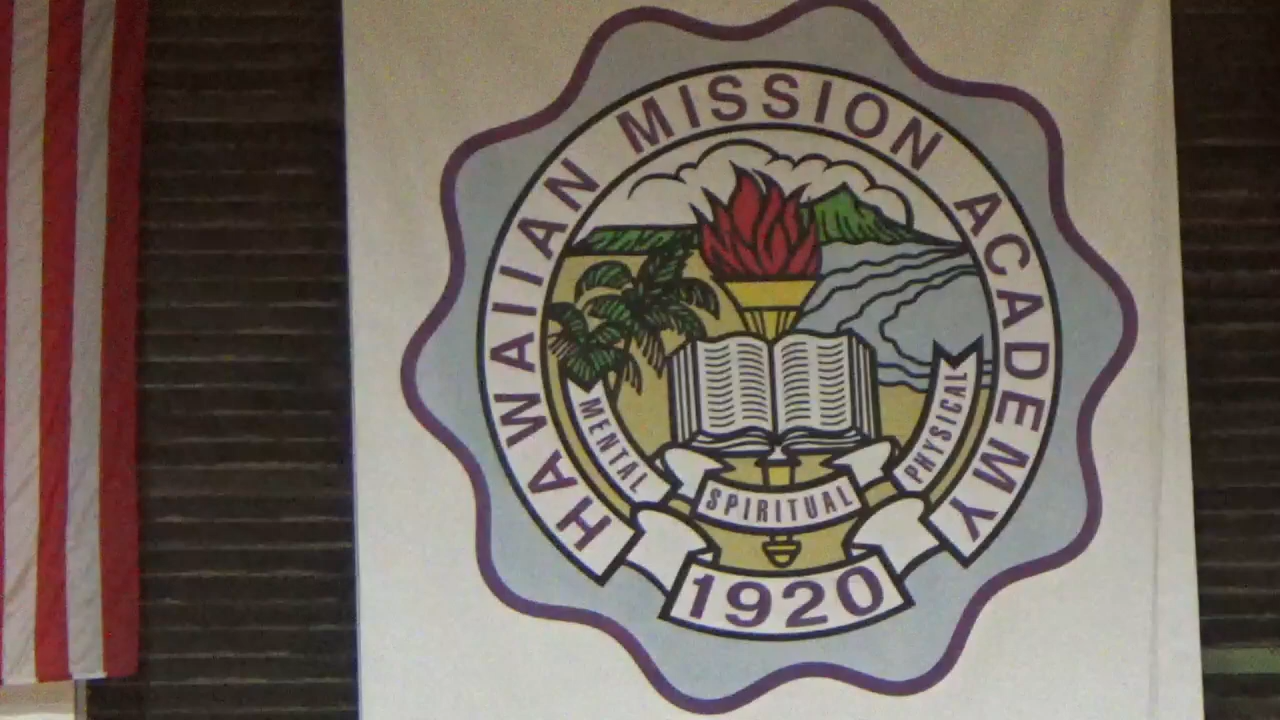 HAWAIIAN MISSION ACADEMY
MENTAL
SPIRITUAL
PHYSICAL
1920